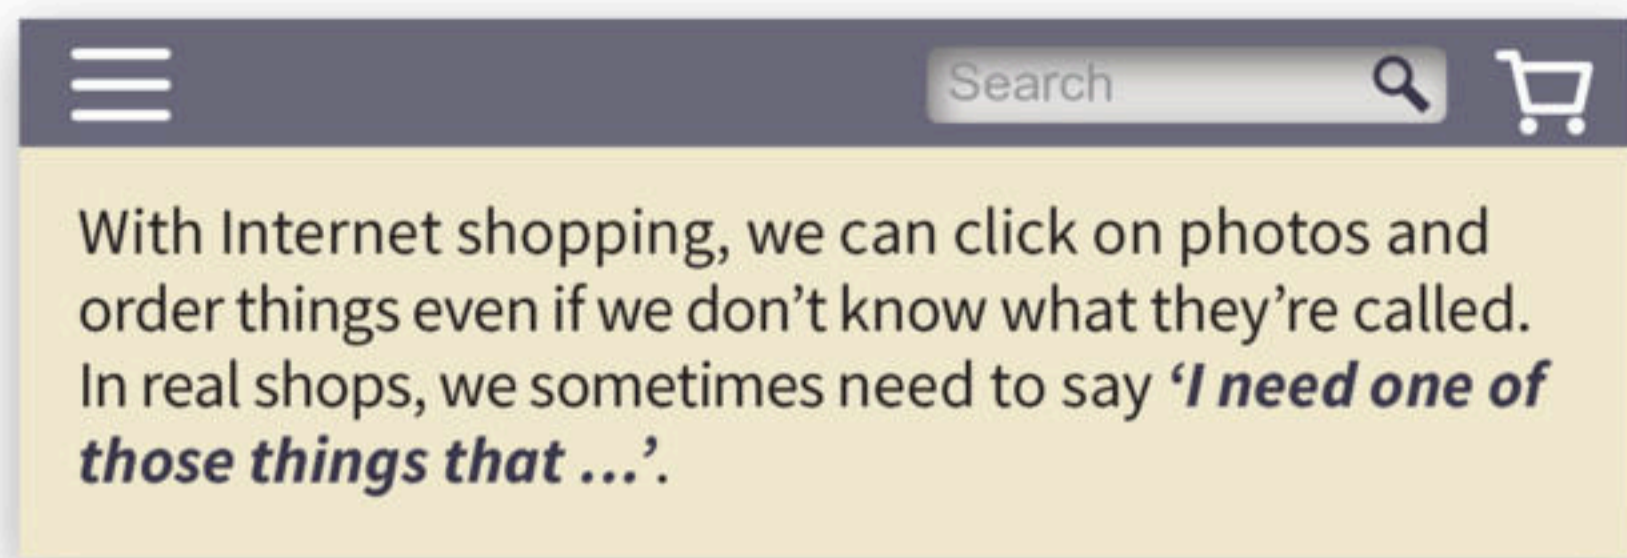 Search
With Internet shopping, we can click on photos and
order things even if we don’t know what they’re called.
In real shops, we sometimes need to say ‘I need one of
those things that ...’.